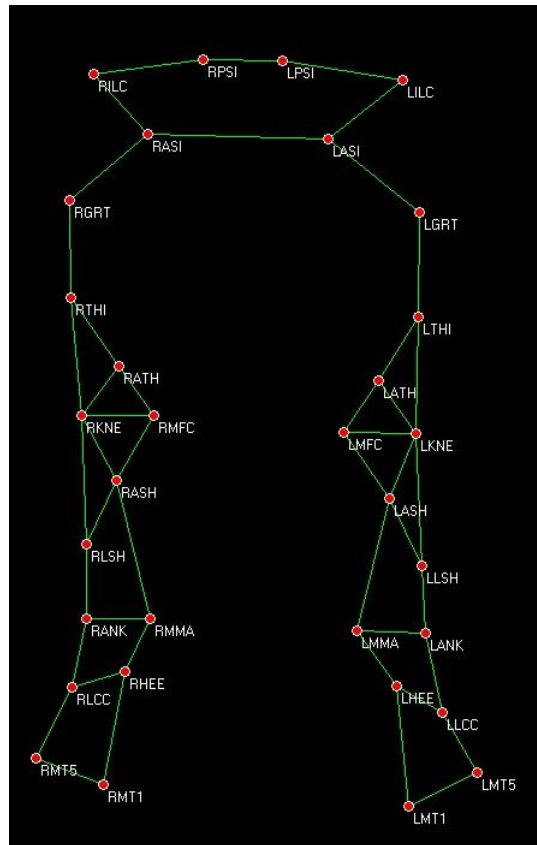 RPSI
LPSI
RILC
LILC
RASI
LASI
RGRT
LGRT
RTHI
LTHI
RATH
LATH
RKNE
RMFC
LMFC
LKNE
RASH
LASH
RLSH
LLSH
RANK
RMMA
LMMA
LANK
RHEE
RLCC
LHEE
LLCC
RMT5
LMT5
RMT1
LMT1